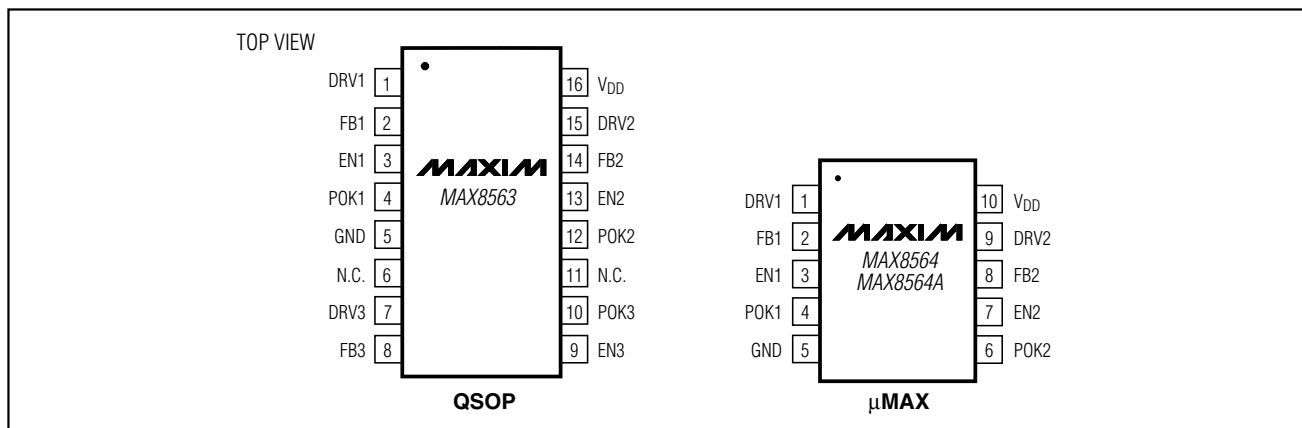 TOP VIEW
DRV1 1
FB1 2
EN1 3
POK1 4
GND 5
N.C. 6
DRV3 7
FB3 8
MAXIM
MAX8563
16 VDD
15 DRV2
14 FB2
13 EN2
12 POK2
11 N.C.
10 POK3
9 EN3
QSOP
DRV1 1
FB1 2
EN1 3
POK1 4
GND 5
MAXIM
MAX8564
MAX8564A
10 VDD
9 DRV2
8 FB2
7 EN2
6 POK2
μMAX